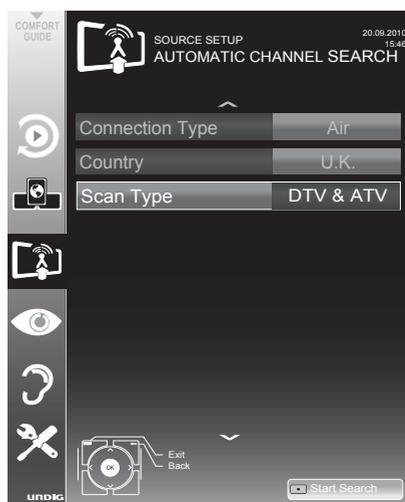 COMFORT
GUIDE
SOURCE SETUP
20.09.2010
15:46
AUTOMATIC CHANNEL SEARCH
Connection Type
Air
Country
U.K.
Scan Type
DTV & ATV
OK
Exit
Back
Start Search
UNDIG